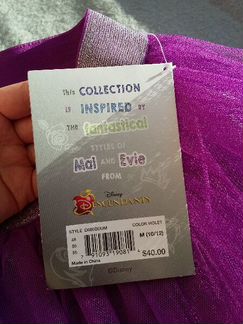 This COLLECTION
is INSPIRED BY
THE fantastical
STYLES OF
Mal and Evie
FROM
Disney
DESCENDANTS
COLOR VIOLET
M (10/12)
$40.00
Made in China
©Disney